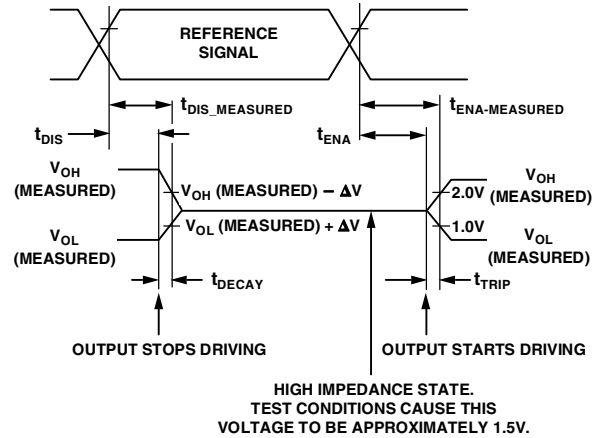 REFERENCE
SIGNAL
tDIS_MEASURED
tENA-MEASURED
tDIS
tENA
VOH
(MEASURED)
VOH (MEASURED) – ΔV
VOL (MEASURED) + ΔV
VOL
(MEASURED)
2.0V
1.0V
VOH
(MEASURED)
VOL
(MEASURED)
tDECAY
tTRIP
OUTPUT STOPS DRIVING
OUTPUT STARTS DRIVING
HIGH IMPEDANCE STATE.
TEST CONDITIONS CAUSE THIS
VOLTAGE TO BE APPROXIMATELY 1.5V.